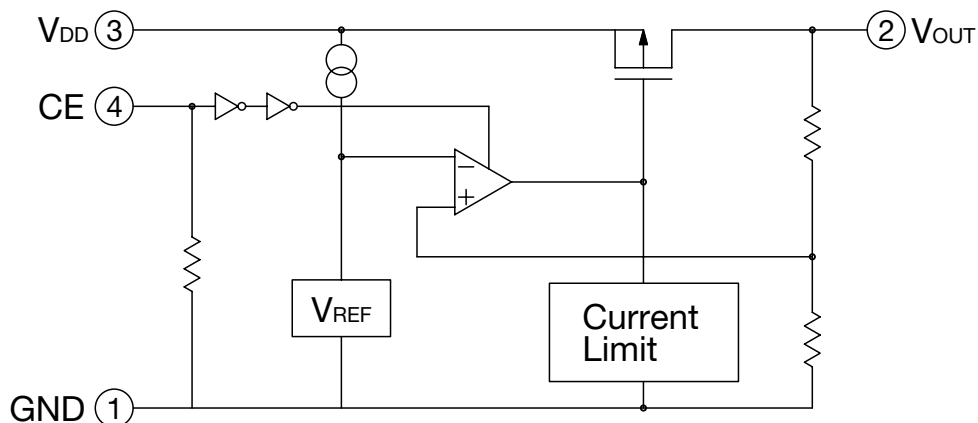 VDD 3
2 VOUT
CE 4
−
+
VREF
Current
Limit
GND 1